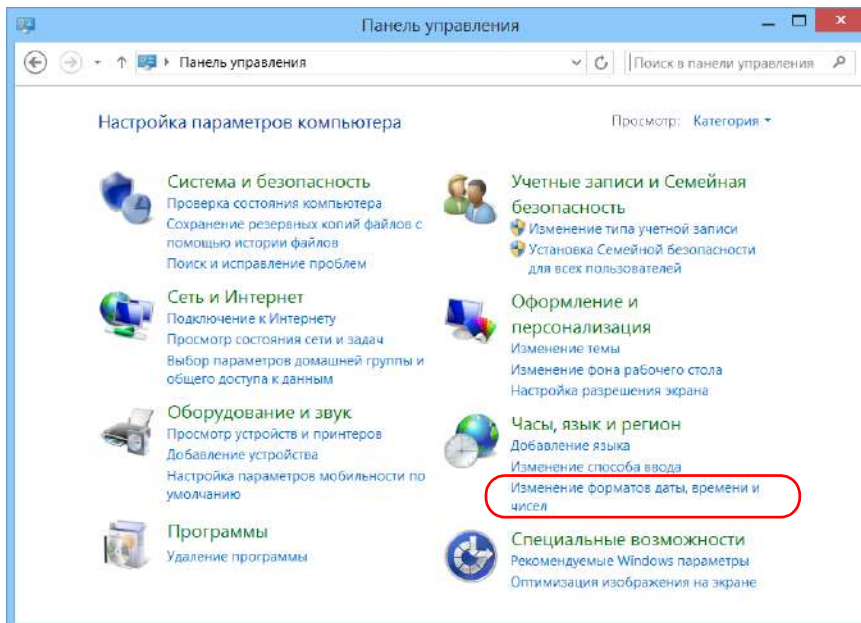 Панель управления
Панель управления
Поиск в панели управления
Настройка параметров компьютера
Просмотр: Категория
Система и безопасность
Проверка состояния компьютера
Сохранение резервных копий файлов с
помощью истории файлов
Поиск и исправление проблем
Сеть и Интернет
Подключение к Интернету
Просмотр состояния сети и задач
Выбор параметров домашней группы и
общего доступа к данным
Оборудование и звук
Просмотр устройств и принтеров
Добавление устройства
Настройка параметров мобильности по
умолчанию
Программы
Удаление программы
Учетные записи и Семейная
безопасность
Изменение типа учетной записи
Установка Семейной безопасности
для всех пользователей
Оформление и
персонализация
Изменение темы
Изменение фона рабочего стола
Настройка разрешения экрана
Часы, язык и регион
Добавление языка
Изменение способа ввода
Изменение форматов даты, времени и
чисел
Специальные возможности
Рекомендуемые Windows параметры
Оптимизация изображения на экране